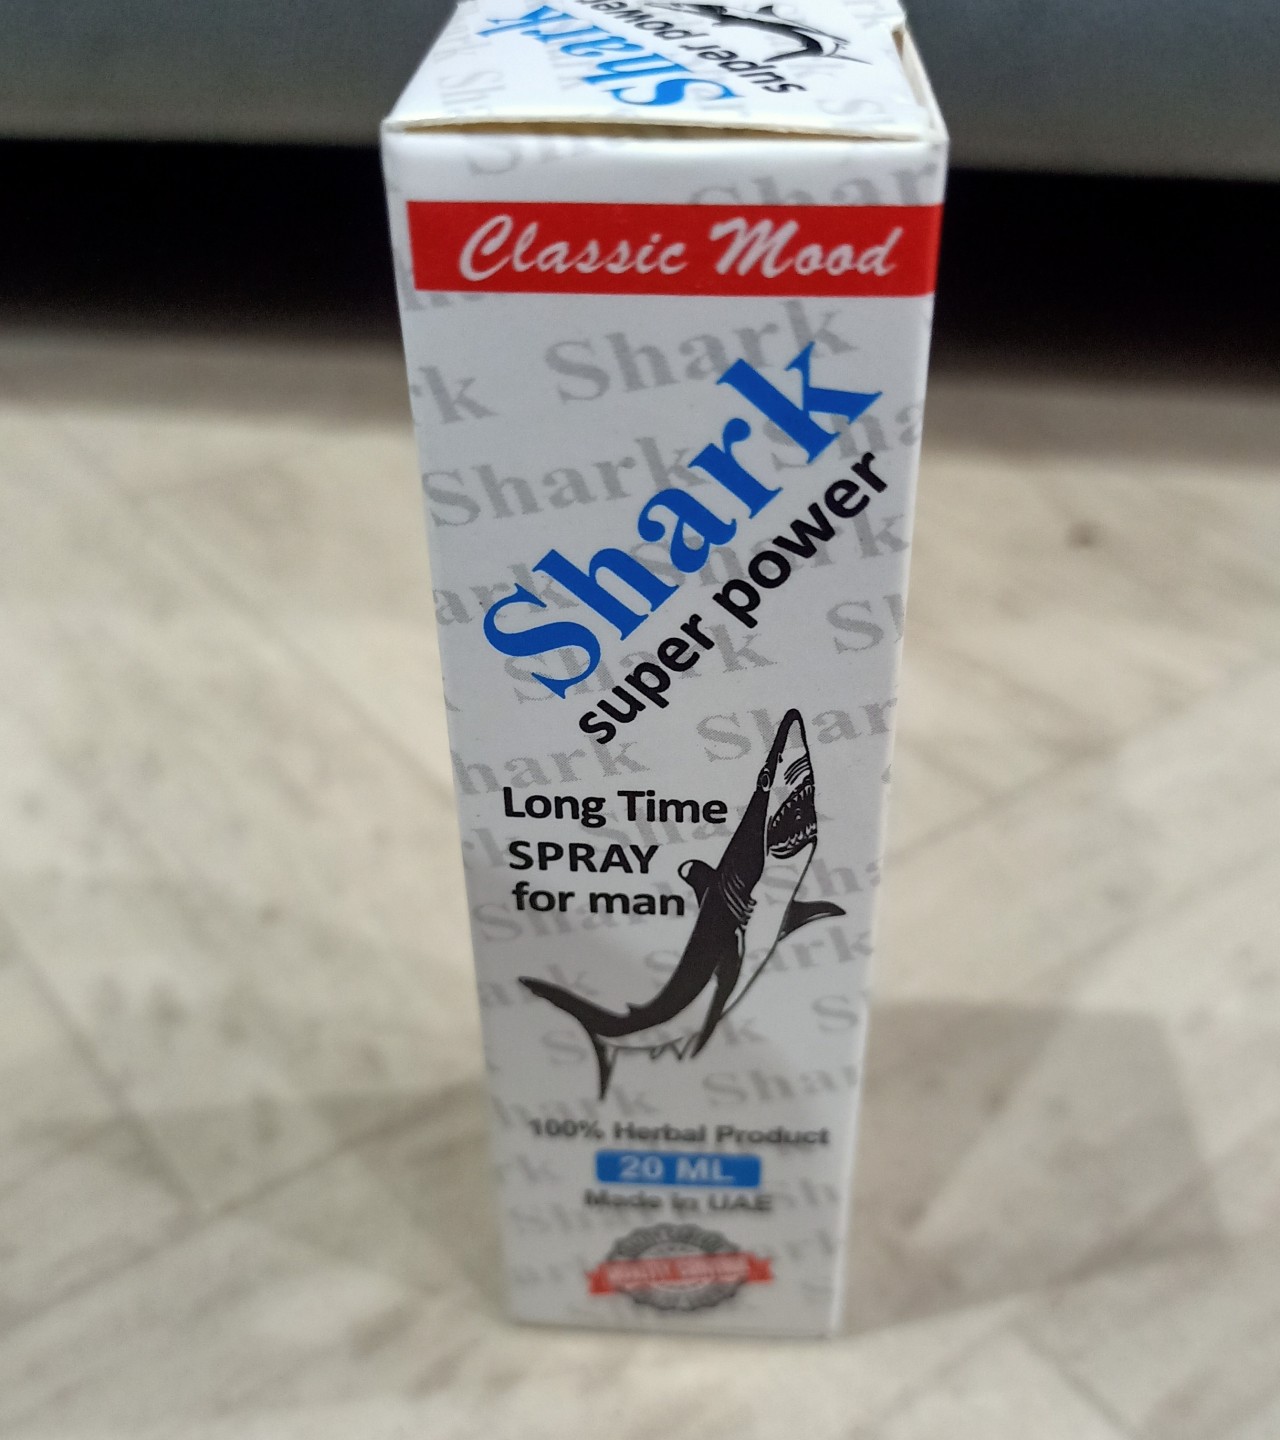 Shark
super power
Classic Mood
Shark
super power
Long Time
SPRAY
for man
100% Herbal Product
20 ML
Made in UAE